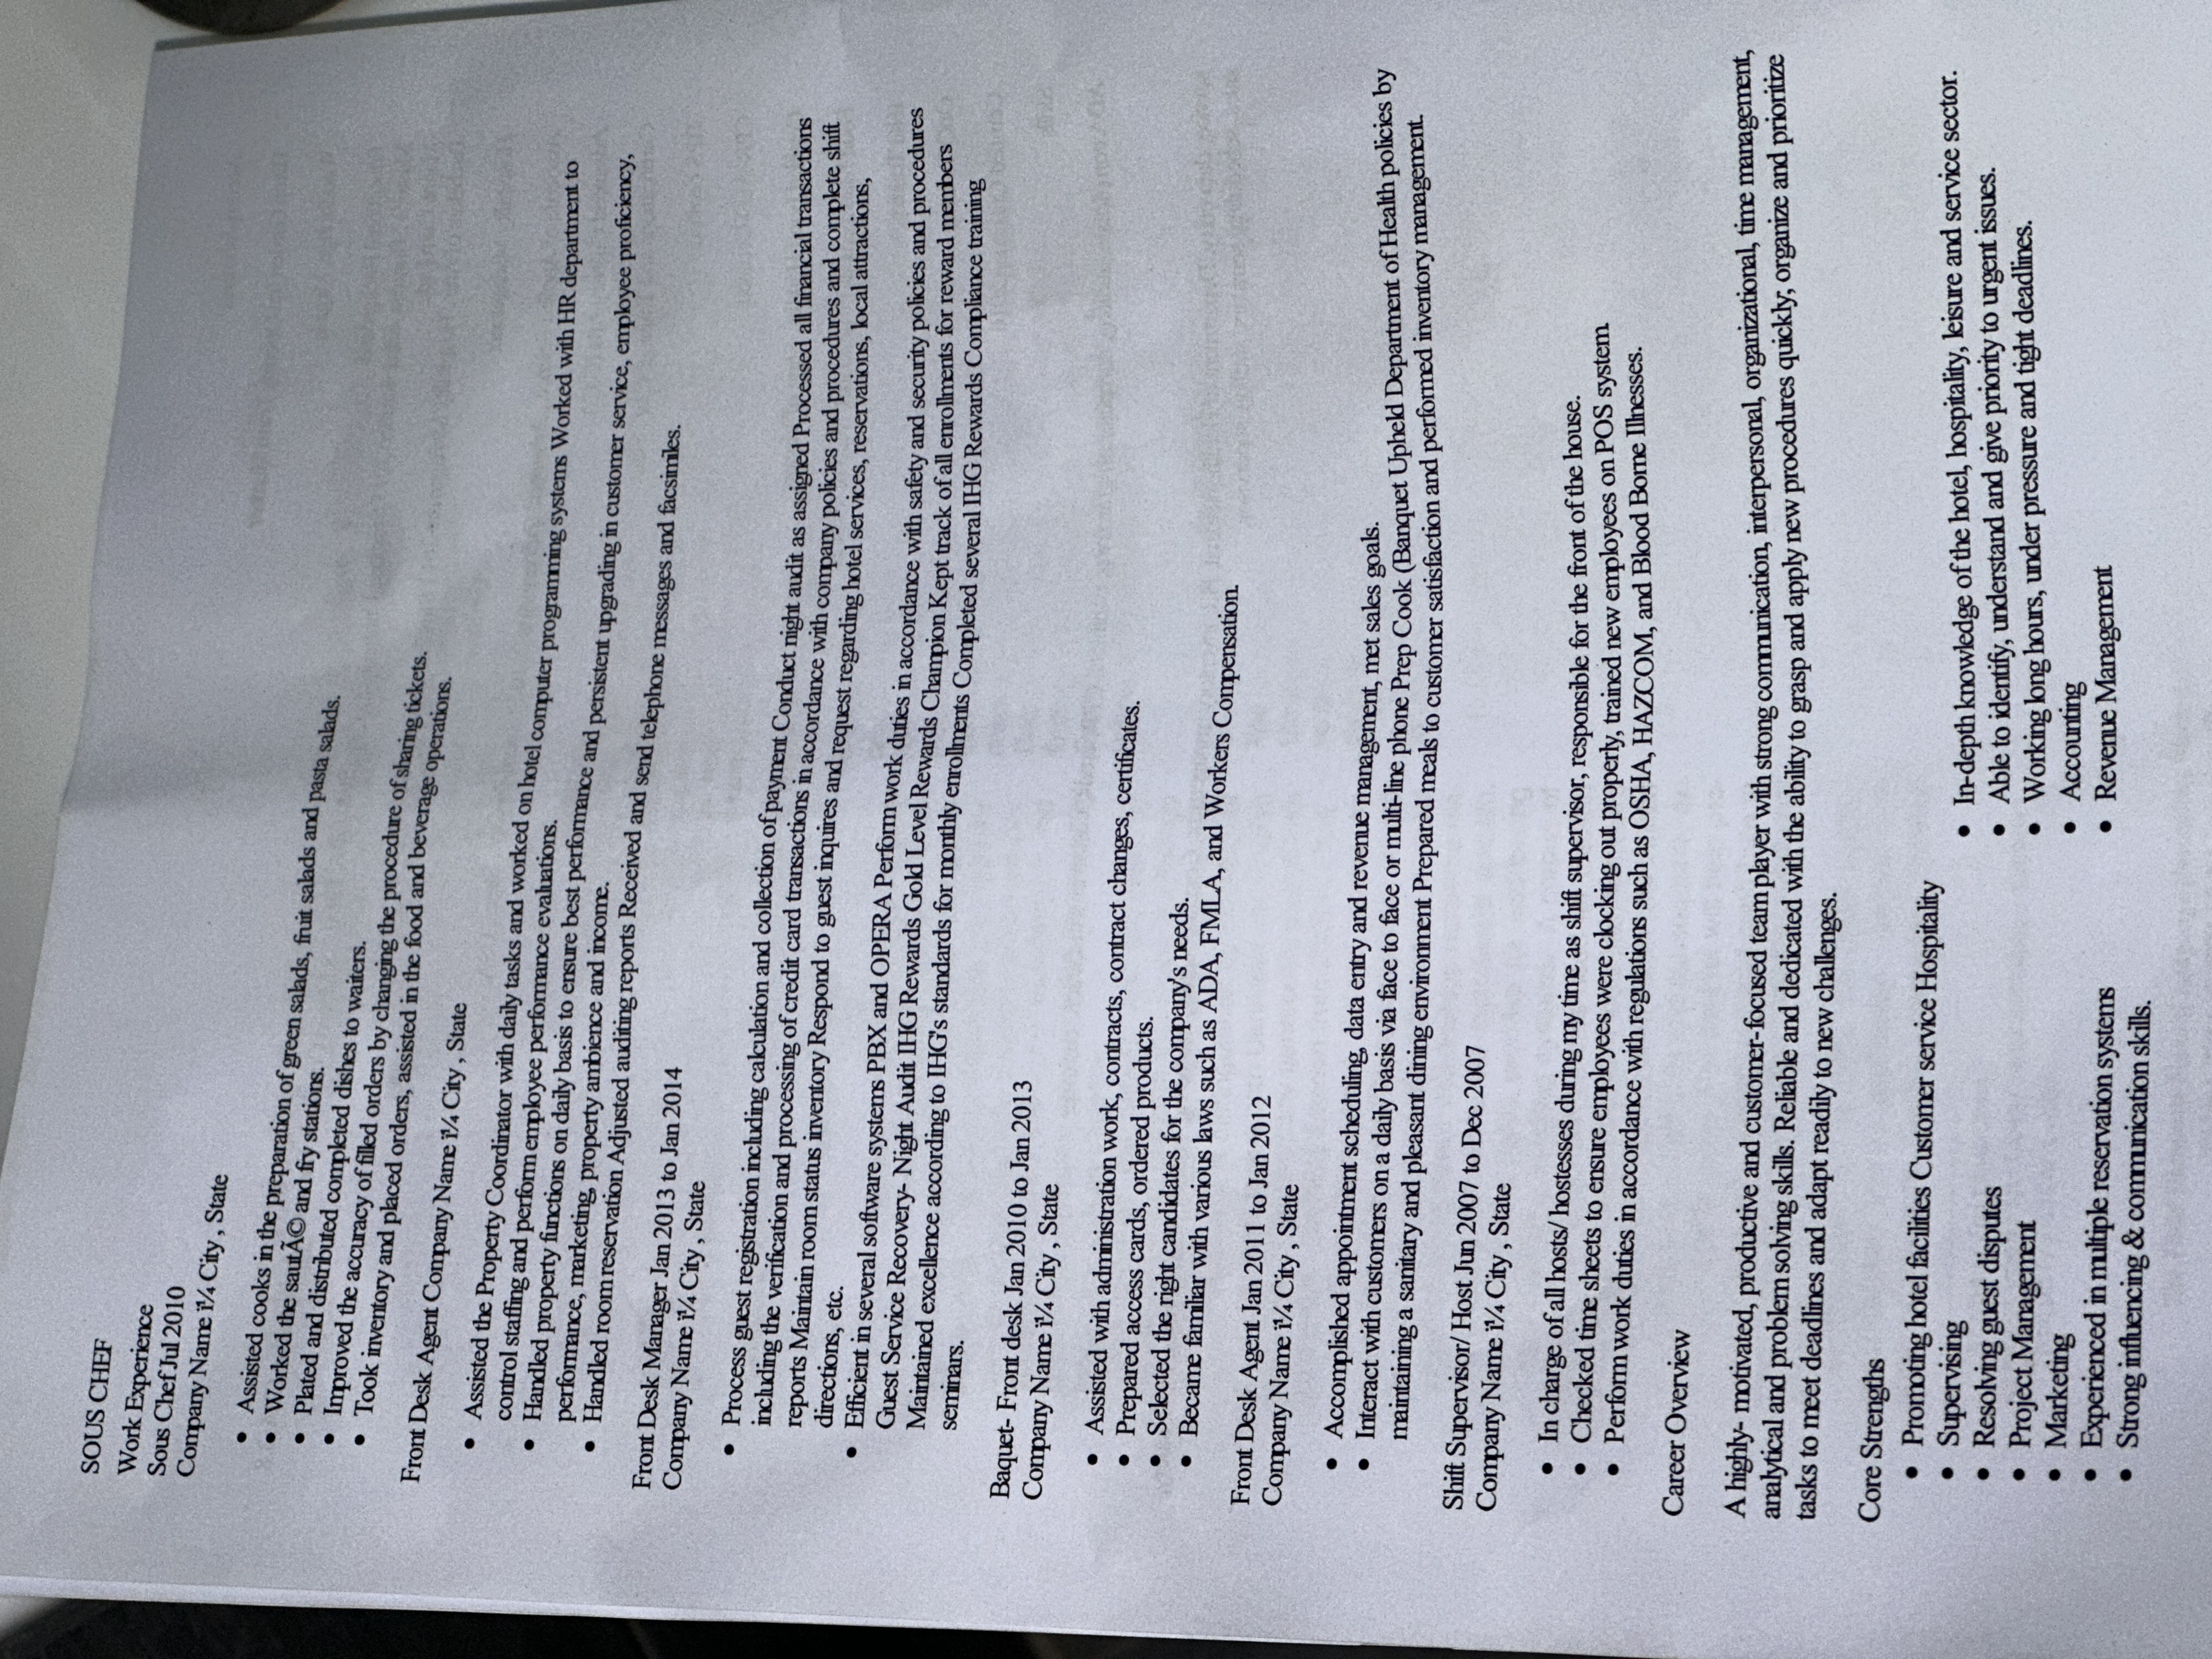 SOUS CHEF
Work Experience
Sous Chef Jul 2010
Company Name ï¼ City , State
• Assisted cooks in the preparation of green salads, fruit salads and pasta salads.
• Worked the sautÃ© and fry stations.
• Plated and distributed completed dishes to waiters.
• Improved the accuracy of filled orders by changing the procedure of sharing tickets.
• Took inventory and placed orders, assisted in the food and beverage operations.
Front Desk Agent Company Name ï¼ City , State
• Assisted the Property Coordinator with daily tasks and worked on hotel computer programming systems Worked with HR department to
control staffing and perform employee performance evaluations.
• Handled property functions on daily basis to ensure best performance and persistent upgrading in customer service, employee proficiency,
performance, marketing, property ambience and income.
• Handled room reservation Adjusted auditing reports Received and send telephone messages and facsimiles.
Front Desk Manager Jan 2013 to Jan 2014
Company Name ï¼ City , State
• Process guest registration including calculation and collection of payment Conduct night audit as assigned Processed all financial transactions
including the verification and processing of credit card transactions in accordance with company policies and procedures and complete shift
reports Maintain room status inventory Respond to guest inquires and request regarding hotel services, reservations, local attractions,
directions, etc.
• Efficient in several software systems PBX and OPERA Perform work duties in accordance with safety and security policies and procedures
Guest Service Recovery- Night Audit IHG Rewards Gold Level Rewards Champion Kept track of all enrollments for reward members
Maintained excellence according to IHG's standards for monthly enrollments Completed several IHG Rewards Compliance training
seminars.
Baquet- Front desk Jan 2010 to Jan 2013
Company Name ï¼ City , State
• Assisted with administration work, contracts, contract changes, certificates.
• Prepared access cards, ordered products.
• Selected the right candidates for the company's needs.
• Became familiar with various laws such as ADA, FMLA, and Workers Compensation.
Front Desk Agent Jan 2011 to Jan 2012
Company Name ï¼ City , State
• Accomplished appointment scheduling, data entry and revenue management, met sales goals.
• Interact with customers on a daily basis via face to face or multi-line phone Prep Cook (Banquet Upheld Department of Health policies by
maintaining a sanitary and pleasant dining environment Prepared meals to customer satisfaction and performed inventory management.
Shift Supervisor/ Host Jun 2007 to Dec 2007
Company Name ï¼ City , State
• In charge of all hosts/ hostesses during my time as shift supervisor, responsible for the front of the house.
• Checked time sheets to ensure employees were clocking out properly, trained new employees on POS system.
• Perform work duties in accordance with regulations such as OSHA, HAZCOM, and Blood Borne Illnesses.
Career Overview
A highly- motivated, productive and customer-focused team player with strong communication, interpersonal, organizational, time management,
analytical and problem solving skills. Reliable and dedicated with the ability to grasp and apply new procedures quickly; organize and prioritize
tasks to meet deadlines and adapt readily to new challenges.
Core Strengths
• Promoting hotel facilities Customer service Hospitality
• Supervising
• Resolving guest disputes
• Project Management
• Marketing
• Experienced in multiple reservation systems
• Strong influencing & communication skills.
• In-depth knowledge of the hotel, hospitality, leisure and service sector.
• Able to identify, understand and give priority to urgent issues.
• Working long hours, under pressure and tight deadlines.
• Accounting
• Revenue Management